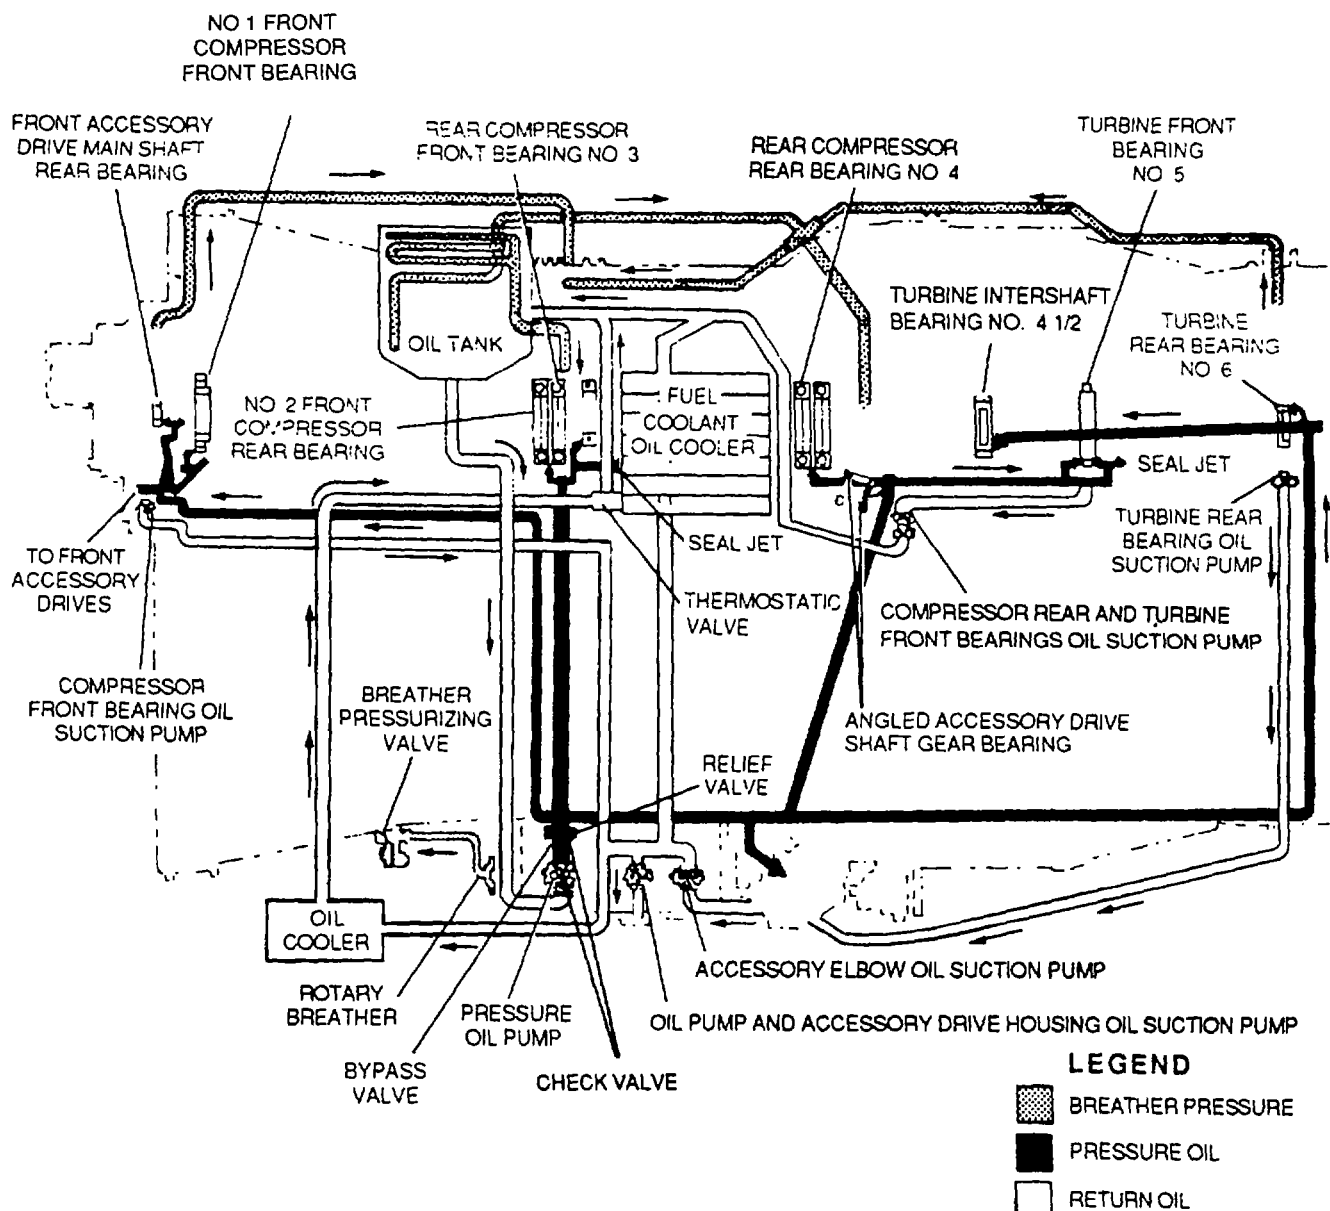 NO 1 FRONT
COMPRESSOR
FRONT BEARING
FRONT ACCESSORY
DRIVE MAIN SHAFT
REAR BEARING
REAR COMPRESSOR
FRONT BEARING NO 3
REAR COMPRESSOR
REAR BEARING NO 4
TURBINE FRONT
BEARING
NO 5
TURBINE INTERSHAFT
BEARING NO. 4 1/2
TURBINE
REAR BEARING
NO 6
OIL TANK
NO 2 FRONT
COMPRESSOR
REAR BEARING
FUEL
COOLANT
OIL COOLER
SEAL JET
TO FRONT
ACCESSORY
DRIVES
SEAL JET
TURBINE REAR
BEARING OIL
SUCTION PUMP
THERMOSTATIC
VALVE
COMPRESSOR REAR AND TURBINE
FRONT BEARINGS OIL SUCTION PUMP
COMPRESSOR
FRONT BEARING OIL
SUCTION PUMP
BREATHER
PRESSURIZING
VALVE
ANGLED ACCESSORY DRIVE
SHAFT GEAR BEARING
RELIEF
VALVE
OIL
COOLER
ACCESSORY ELBOW OIL SUCTION PUMP
ROTARY
BREATHER
PRESSURE
OIL PUMP
OIL PUMP AND ACCESSORY DRIVE HOUSING OIL SUCTION PUMP
BYPASS
VALVE
CHECK VALVE
LEGEND
BREATHER PRESSURE
PRESSURE OIL
RETURN OIL